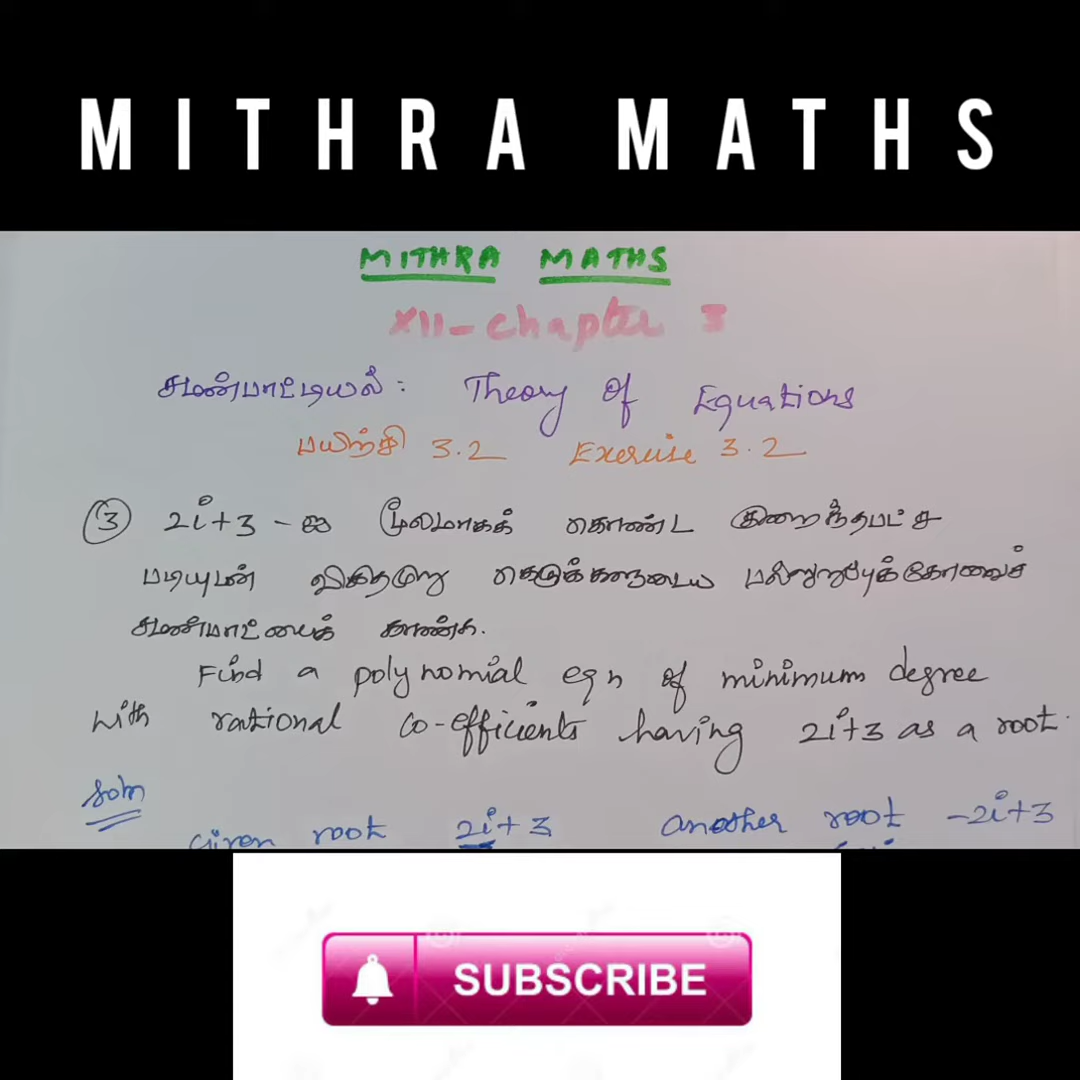 MITHRA MATHS
MITHRA MATHS
XII-chapter 3
சமன்பாட்டியல் : Theory of Equations
பயிற்சி 3.2 Exercise 3.2
③ 2i+3 -ஐ மூலமாகக் கொண்ட குறைந்தபட்ச
படியுடன் விகிதமுறு கெழுக்களுடைய பல்லுறுப்புக்கோவைச்
சமன்பாட்டைக் காண்க.
Find a polynomial eqn of minimum degree
with rational co-efficients having 2i+3 as a root.
Soln
Given root 2i+3 another root -2i+3
SUBSCRIBE